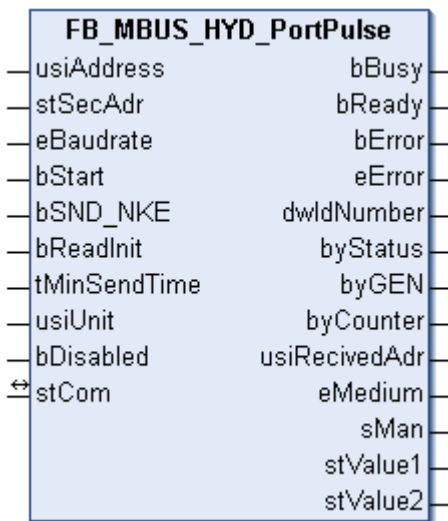 FB_MBUS_HYD_PortPulse
usiAddress bBusy
stSecAdr bReady
eBaudrate bError
bStart eError
bSND_NKE dwIdNumber
bReadInit byStatus
tMinSendTime byGEN
usiUnit byCounter
bDisabled usiRecivedAdr
stCom eMedium
sMan
stValue1
stValue2